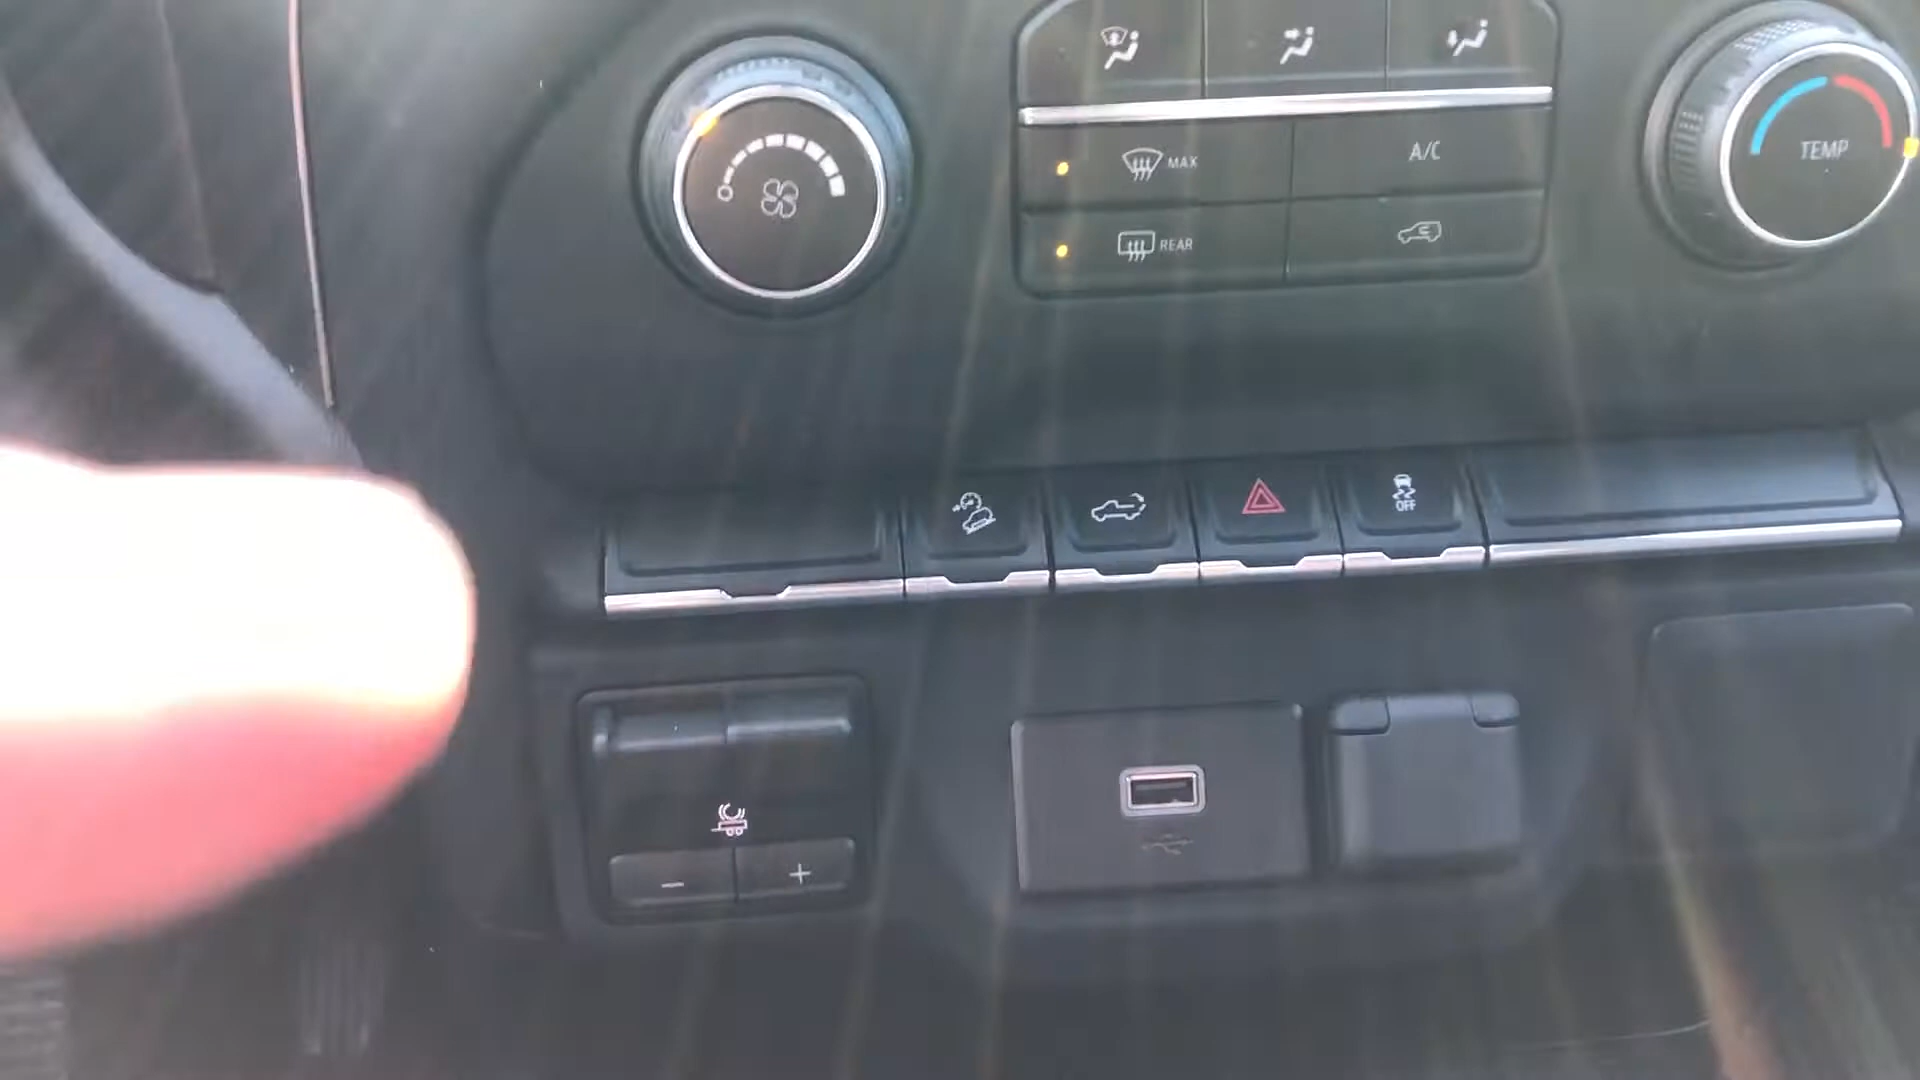 MAX
A/C
TEMP
REAR
OFF
- +